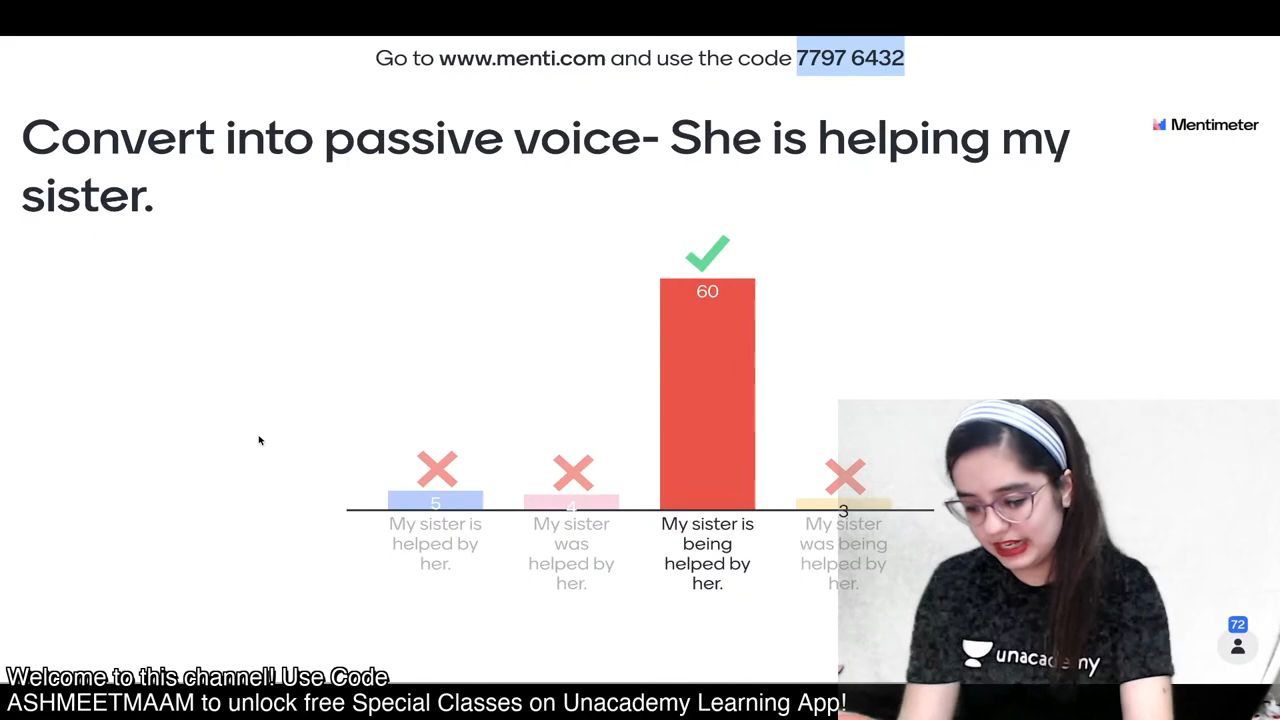 Go to www.menti.com and use the code 7797 6432
Mentimeter
Convert into passive voice- She is helping my
sister.
60
5
4
3
My sister is
helped by
her.
My sister
was
helped by
her.
My sister is
being
helped by
her.
My sister
was being
helped by
her.
72
unacademy
Welcome to this channel! Use Code
ASHMEETMAAM to unlock free Special Classes on Unacademy Learning App!